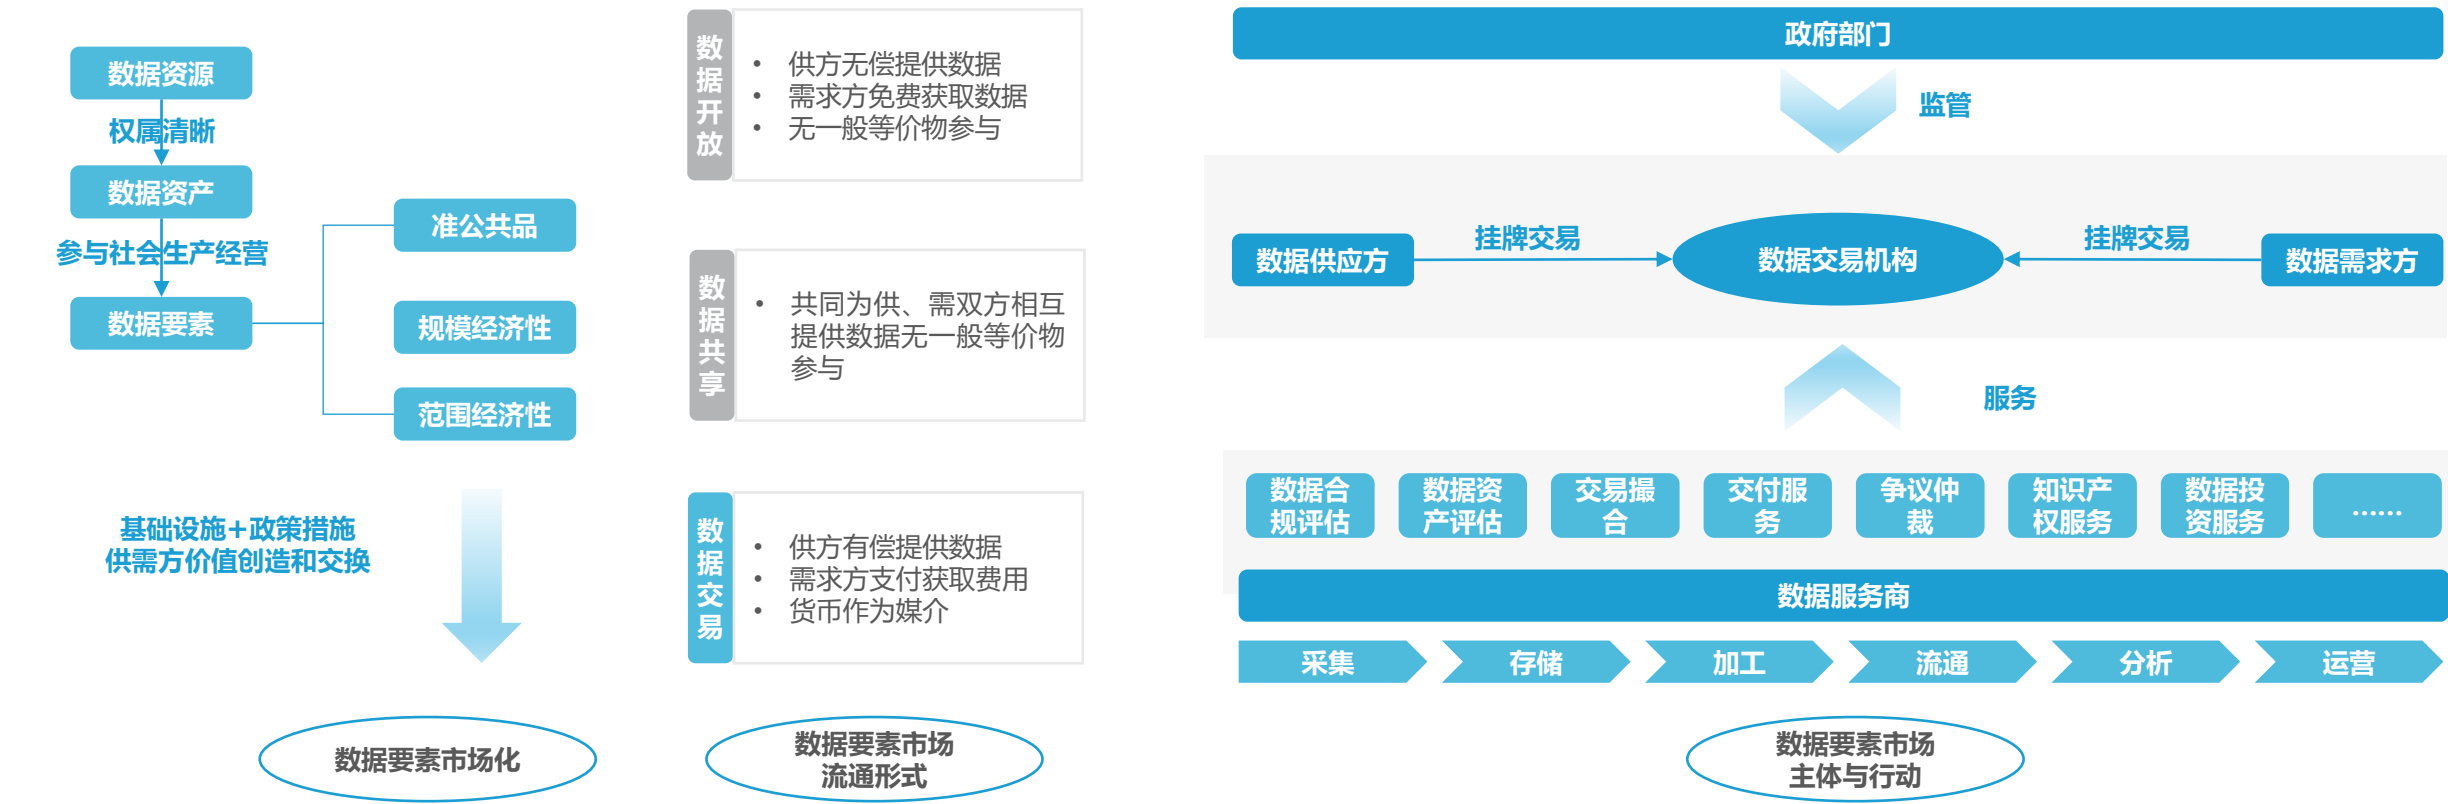 数据资源
权属清晰
数据资产
参与社会生产经营
数据要素
准公共品
规模经济性
范围经济性
基础设施+政策措施
供需方价值创造和交换
数据要素市场化
数据开放
• 供方无偿提供数据
• 需求方免费获取数据
• 无一般等价物参与
数据共享
• 共同为供、需双方相互
提供数据无一般等价物
参与
数据交易
• 供方有偿提供数据
• 需求方支付获取费用
• 货币作为媒介
数据要素市场
流通形式
政府部门
监管
数据供应方
挂牌交易
数据交易机构
挂牌交易
数据需求方
服务
数据合
规评估
数据资
产评估
交易撮
合
交付服
务
争议仲
裁
知识产
权服务
数据投
资服务
……
数据服务商
采集
存储
加工
流通
分析
运营
数据要素市场
主体与行动